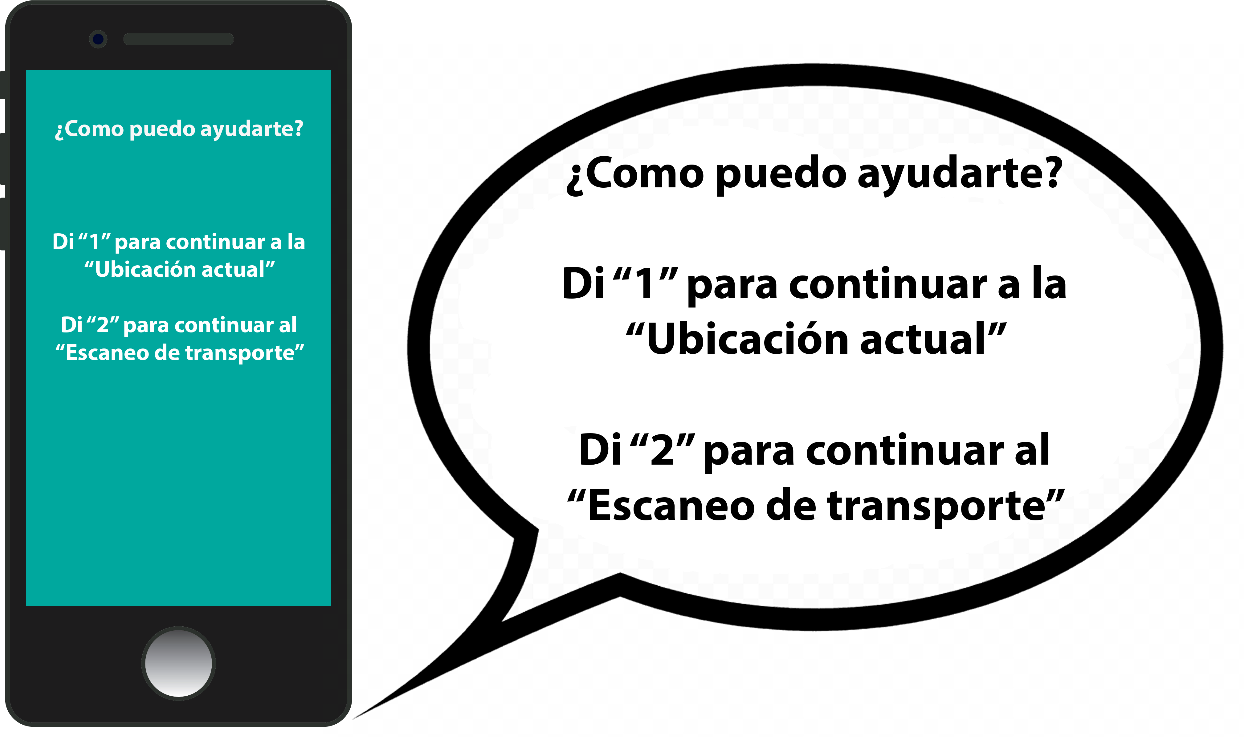 ¿Como puedo ayudarte?
Di “1” para continuar a la
“Ubicación actual”
Di “2” para continuar al
“Escaneo de transporte”
¿Como puedo ayudarte?
Di “1” para continuar a la
“Ubicación actual”
Di “2” para continuar al
“Escaneo de transporte”